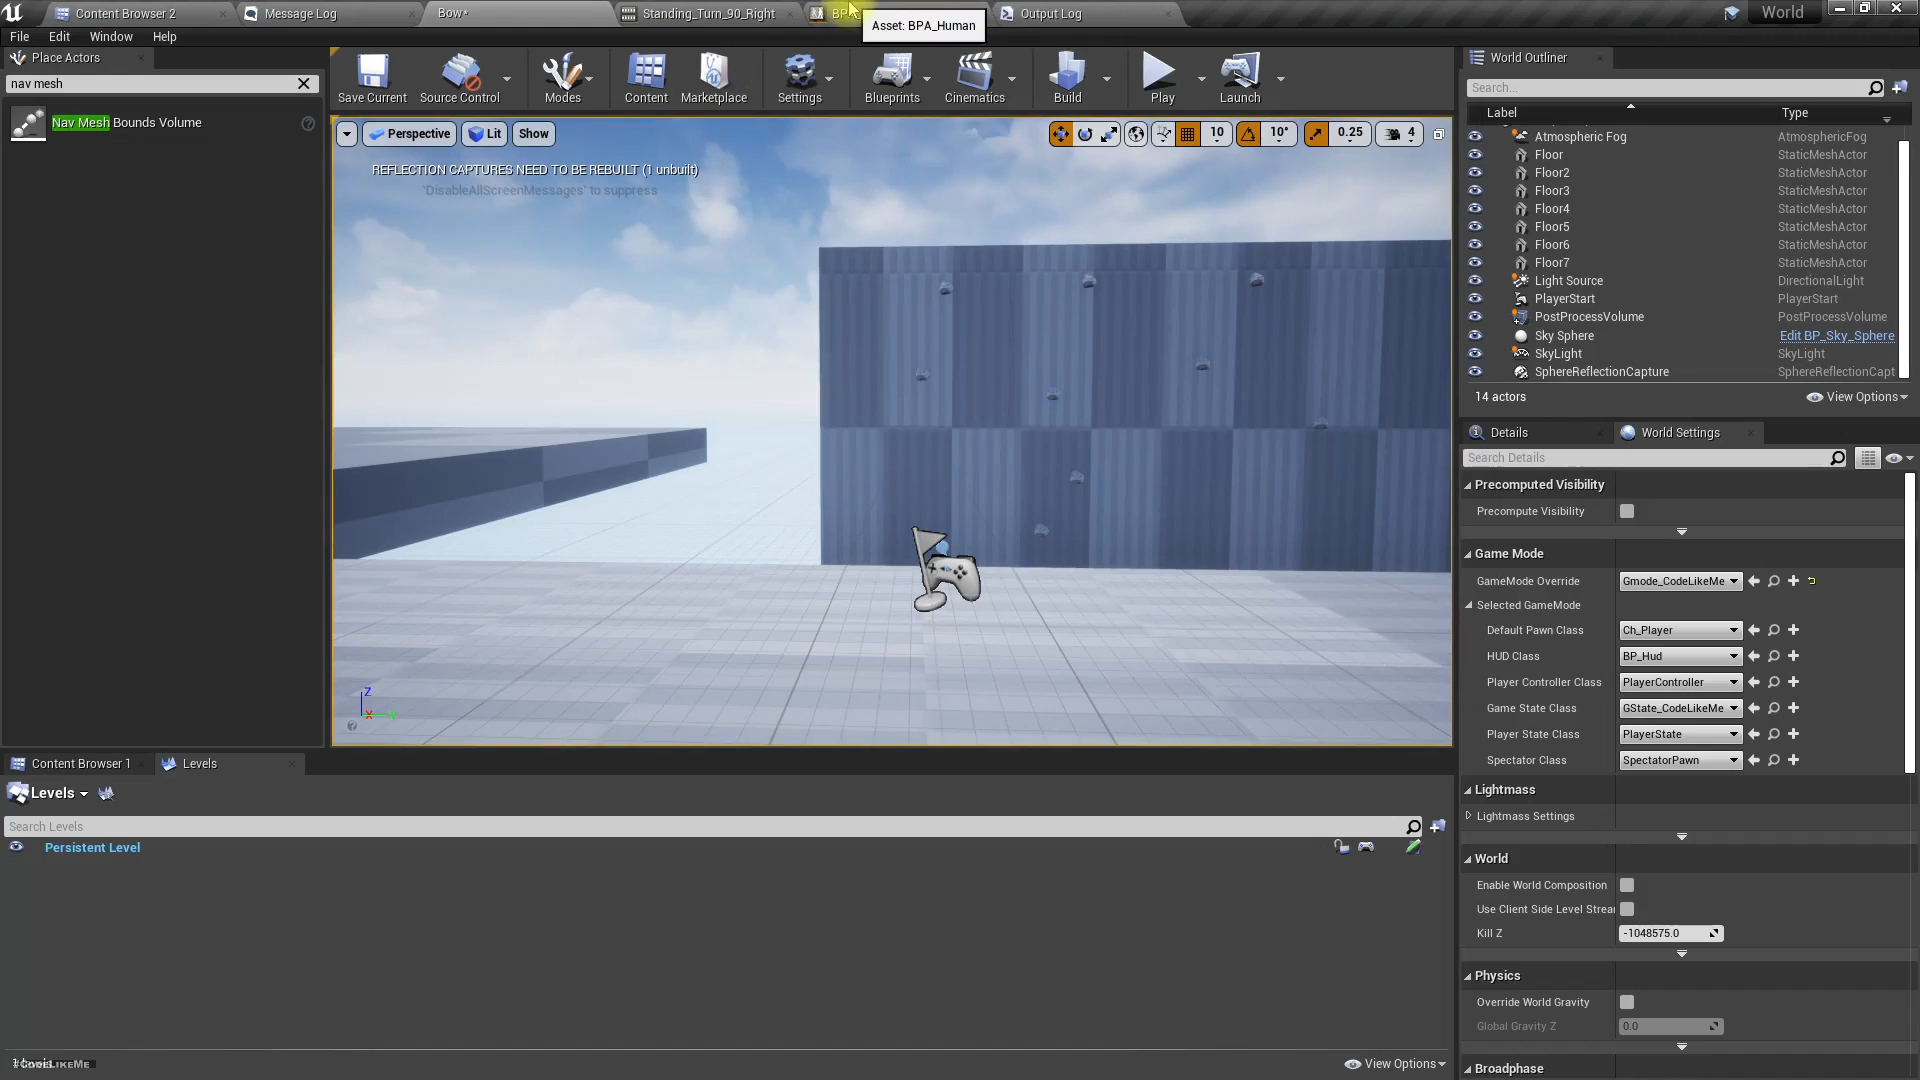 Content Browser 2
Message Log
Bow*
Standing_Turn_90_Right
Output Log
World
Asset: BPA_Human
File
Edit
Window
Help
Place Actors
nav mesh
Nav Mesh Bounds Volume
Save Current
Source Control
Modes
Content
Marketplace
Settings
Blueprints
Cinematics
Build
Play
Launch
Perspective
Lit
Show
10
10°
0.25
4
REFLECTION CAPTURES NEED TO BE REBUILT (1 unbuilt)
'DisableAllScreenMessages' to suppress
Z
X
Y
World Outliner
Search...
Label
Type
Atmospheric Fog
AtmosphericFog
Floor
StaticMeshActor
Floor2
StaticMeshActor
Floor3
StaticMeshActor
Floor4
StaticMeshActor
Floor5
StaticMeshActor
Floor6
StaticMeshActor
Floor7
StaticMeshActor
Light Source
DirectionalLight
PlayerStart
PlayerStart
PostProcessVolume
PostProcessVolume
Sky Sphere
Edit BP_Sky_Sphere
SkyLight
SkyLight
SphereReflectionCapture
SphereReflectionCapt
14 actors
View Options
Details
World Settings
Search Details
Precomputed Visibility
Precompute Visibility
Game Mode
GameMode Override
Gmode_CodeLikeMe
Selected GameMode
Default Pawn Class
Ch_Player
HUD Class
BP_Hud
Player Controller Class
PlayerController
Game State Class
GState_CodeLikeMe
Player State Class
PlayerState
Spectator Class
SpectatorPawn
Lightmass
Lightmass Settings
World
Enable World Composition
Use Client Side Level Strear
Kill Z
-1048575.0
Physics
Override World Gravity
Global Gravity Z
0.0
Broadphase
Content Browser 1
Levels
Levels
Search Levels
Persistent Level
#CODELIKEME
View Options